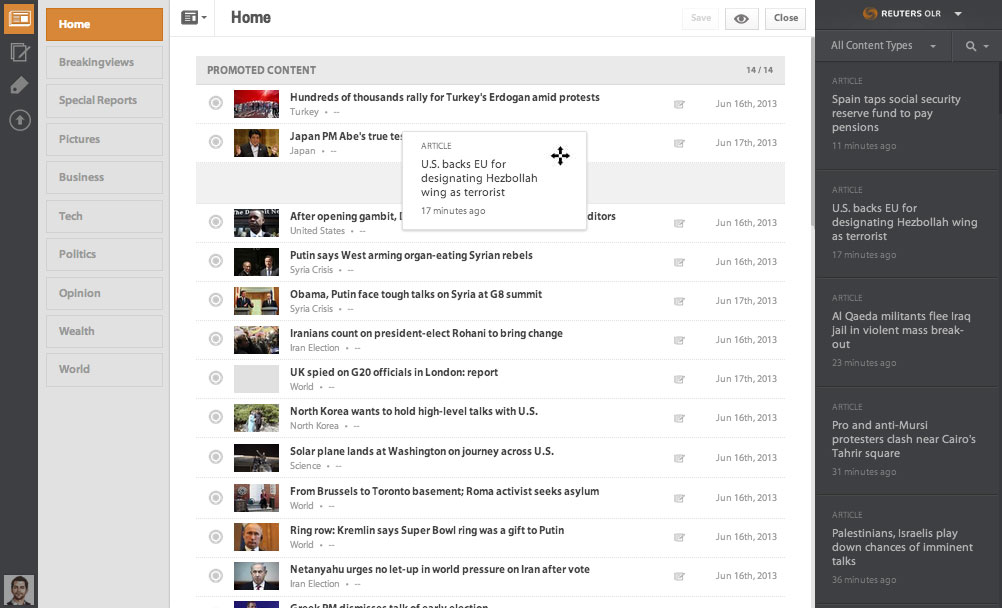 Home
Breakingviews
Special Reports
Pictures
Business
Tech
Politics
Opinion
Wealth
World
Home
Save
Close
PROMOTED CONTENT
14 / 14
Hundreds of thousands rally for Turkey's Erdogan amid protests
Turkey • --
Jun 16th, 2013
Japan PM Abe's true
Japan • --
Jun 17th, 2013
ARTICLE
U.S. backs EU for
designating Hezbollah
wing as terrorist
17 minutes ago
After opening gambit,
United States • --
Jun 16th, 2013
Putin says West arming organ-eating Syrian rebels
Syria Crisis • --
Jun 16th, 2013
Obama, Putin face tough talks on Syria at G8 summit
Syria Crisis • --
Jun 17th, 2013
Iranians count on president-elect Rohani to bring change
Iran Election • --
Jun 16th, 2013
UK spied on G20 officials in London: report
World • --
Jun 17th, 2013
North Korea wants to hold high-level talks with U.S.
North Korea • --
Jun 16th, 2013
Solar plane lands at Washington on journey across U.S.
Science • --
Jun 16th, 2013
From Brussels to Toronto basement; Roma activist seeks asylum
World • --
Jun 16th, 2013
Ring row: Kremlin says Super Bowl ring was a gift to Putin
World • --
Jun 16th, 2013
Netanyahu urges no let-up in world pressure on Iran after vote
Iran Election • --
Jun 16th, 2013
Greek PM dismisses talk of early election
REUTERS OLR
All Content Types
ARTICLE
Spain taps social security
reserve fund to pay
pensions
11 minutes ago
ARTICLE
U.S. backs EU for
designating Hezbollah wing
as terrorist
17 minutes ago
ARTICLE
Al Qaeda militants flee Iraq
jail in violent mass break-
out
23 minutes ago
ARTICLE
Pro and anti-Mursi
protesters clash near Cairo's
Tahrir square
31 minutes ago
ARTICLE
Palestinians, Israelis play
down chances of imminent
talks
36 minutes ago